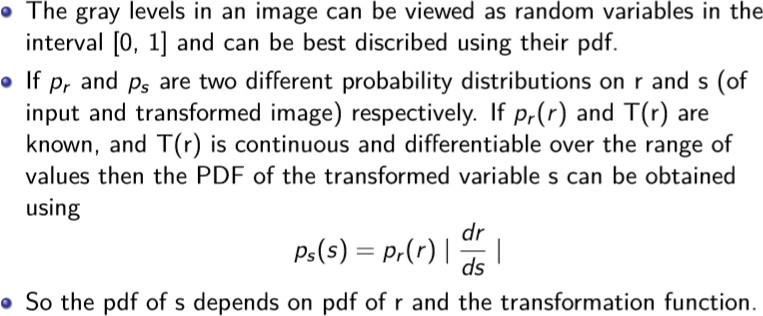 • The gray levels in an image can be viewed as random variables in the
interval [0, 1] and can be best discribed using their pdf.
• If p_r and p_s are two different probability distributions on r and s (of
input and transformed image) respectively. If p_r(r) and T(r) are
known, and T(r) is continuous and differentiable over the range of
values then the PDF of the transformed variable s can be obtained
using
p_s(s) = p_r(r) | dr/ds |
• So the pdf of s depends on pdf of r and the transformation function.